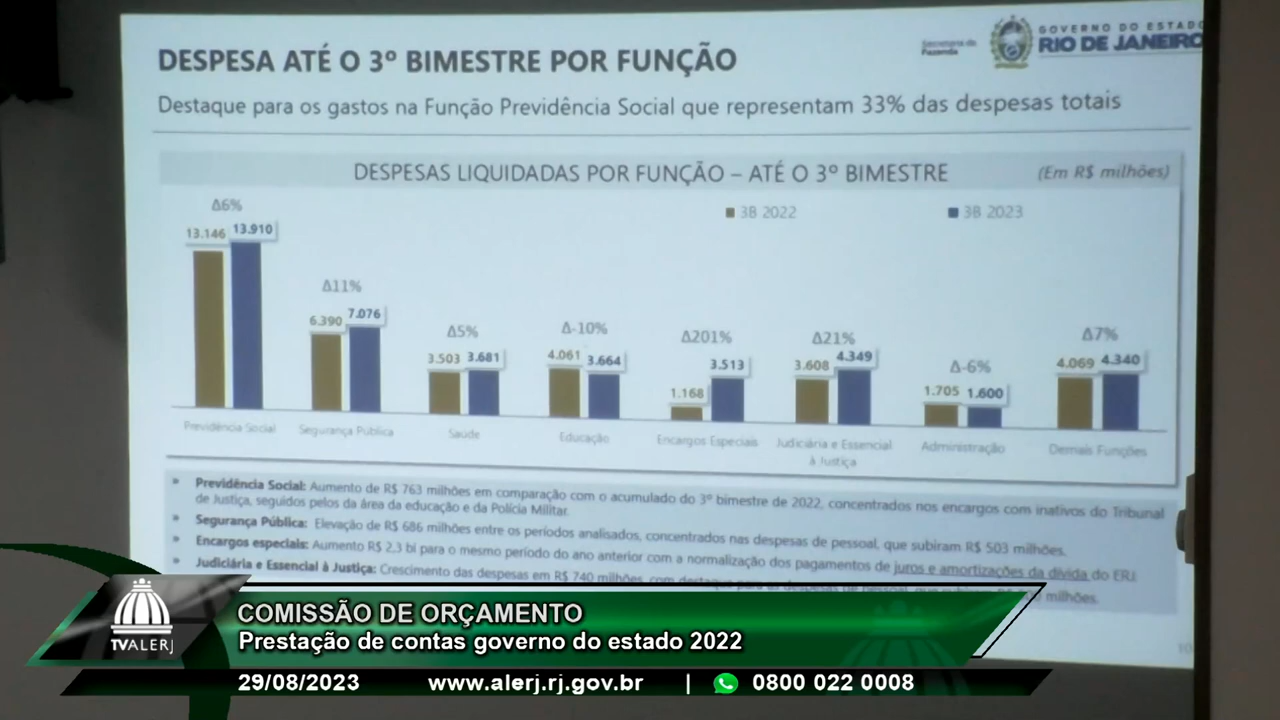 Secretaria de
Fazenda
GOVERNO DO ESTADO
RIO DE JANEIRO
DESPESA ATÉ O 3º BIMESTRE POR FUNÇÃO
Destaque para os gastos na Função Previdência Social que representam 33% das despesas totais
DESPESAS LIQUIDADAS POR FUNÇÃO – ATÉ O 3º BIMESTRE
(Em R$ milhões)
3B 2022
3B 2023
Δ6%
13.146 13.910
Δ11%
6.390 7.076
Δ5%
3.503 3.681
Δ-10%
4.061 3.664
Δ201%
1.168 3.513
Δ21%
3.608 4.349
Δ-6%
1.705 1.600
Δ7%
4.069 4.340
Previdência Social
Segurança Pública
Saúde
Educação
Encargos Especiais
Judiciária e Essencial
à Justiça
Administração
Demais Funções
» Previdência Social: Aumento de R$ 763 milhões em comparação com o acumulado do 3º bimestre de 2022, concentrados nos encargos com inativos do Tribunal
de Justiça, seguidos pelos da área da educação e da Polícia Militar.
» Segurança Pública: Elevação de R$ 686 milhões entre os períodos analisados, concentradas nas despesas de pessoal, que subiram R$ 503 milhões.
» Encargos especiais: Aumento R$ 2,3 bi para o mesmo período do ano anterior com a normalização dos pagamentos de juros e amortizações da dívida do ERJ.
» Judiciária e Essencial à Justiça: Crescimento das despesas em R$ 740 milhões, com
milhões.
10
TVALERJ
COMISSÃO DE ORÇAMENTO
Prestação de contas governo do estado 2022
29/08/2023 www.alerj.rj.gov.br | 0800 022 0008